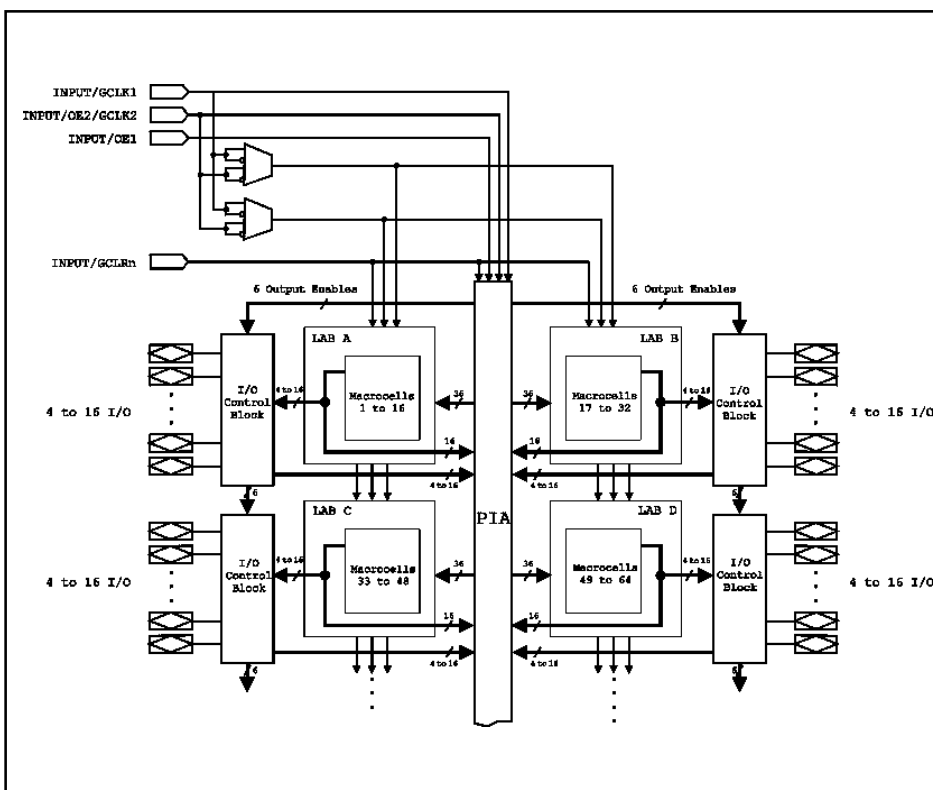 INPUT/GCLK1
INPUT/OE2/GCLK2
INPUT/OE1
INPUT/GCLRn
6 Output Enables
6 Output Enables
LAB A
LAB B
I/O
Control
Block
4 to 16
Macrocells
1 to 16
36
36
Macrocells
17 to 32
4 to 16
I/O
Control
Block
4 to 16 I/O
4 to 16 I/O
16
16
4 to 16
4 to 16
6
6
LAB C
PIA
LAB D
I/O
Control
Block
4 to 16
Macrocells
33 to 48
36
36
Macrocells
49 to 64
4 to 16
I/O
Control
Block
4 to 16 I/O
4 to 16 I/O
16
16
4 to 16
4 to 16
6
6